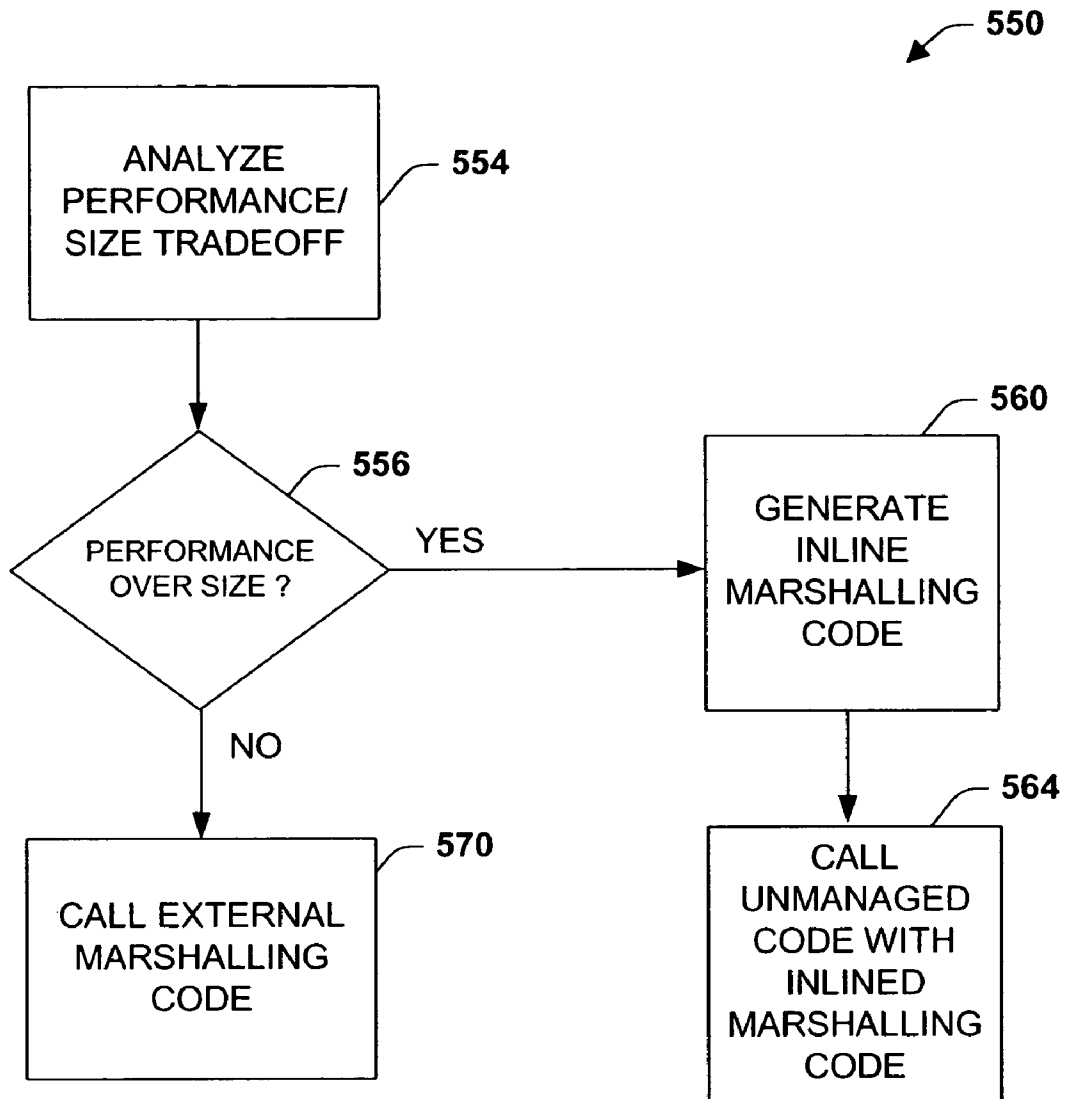 550
ANALYZE
PERFORMANCE/
SIZE TRADEOFF
554
PERFORMANCE
OVER SIZE ?
556
YES
NO
560
GENERATE
INLINE
MARSHALLING
CODE
564
CALL
UNMANAGED
CODE WITH
INLINED
MARSHALLING
CODE
570
CALL EXTERNAL
MARSHALLING
CODE